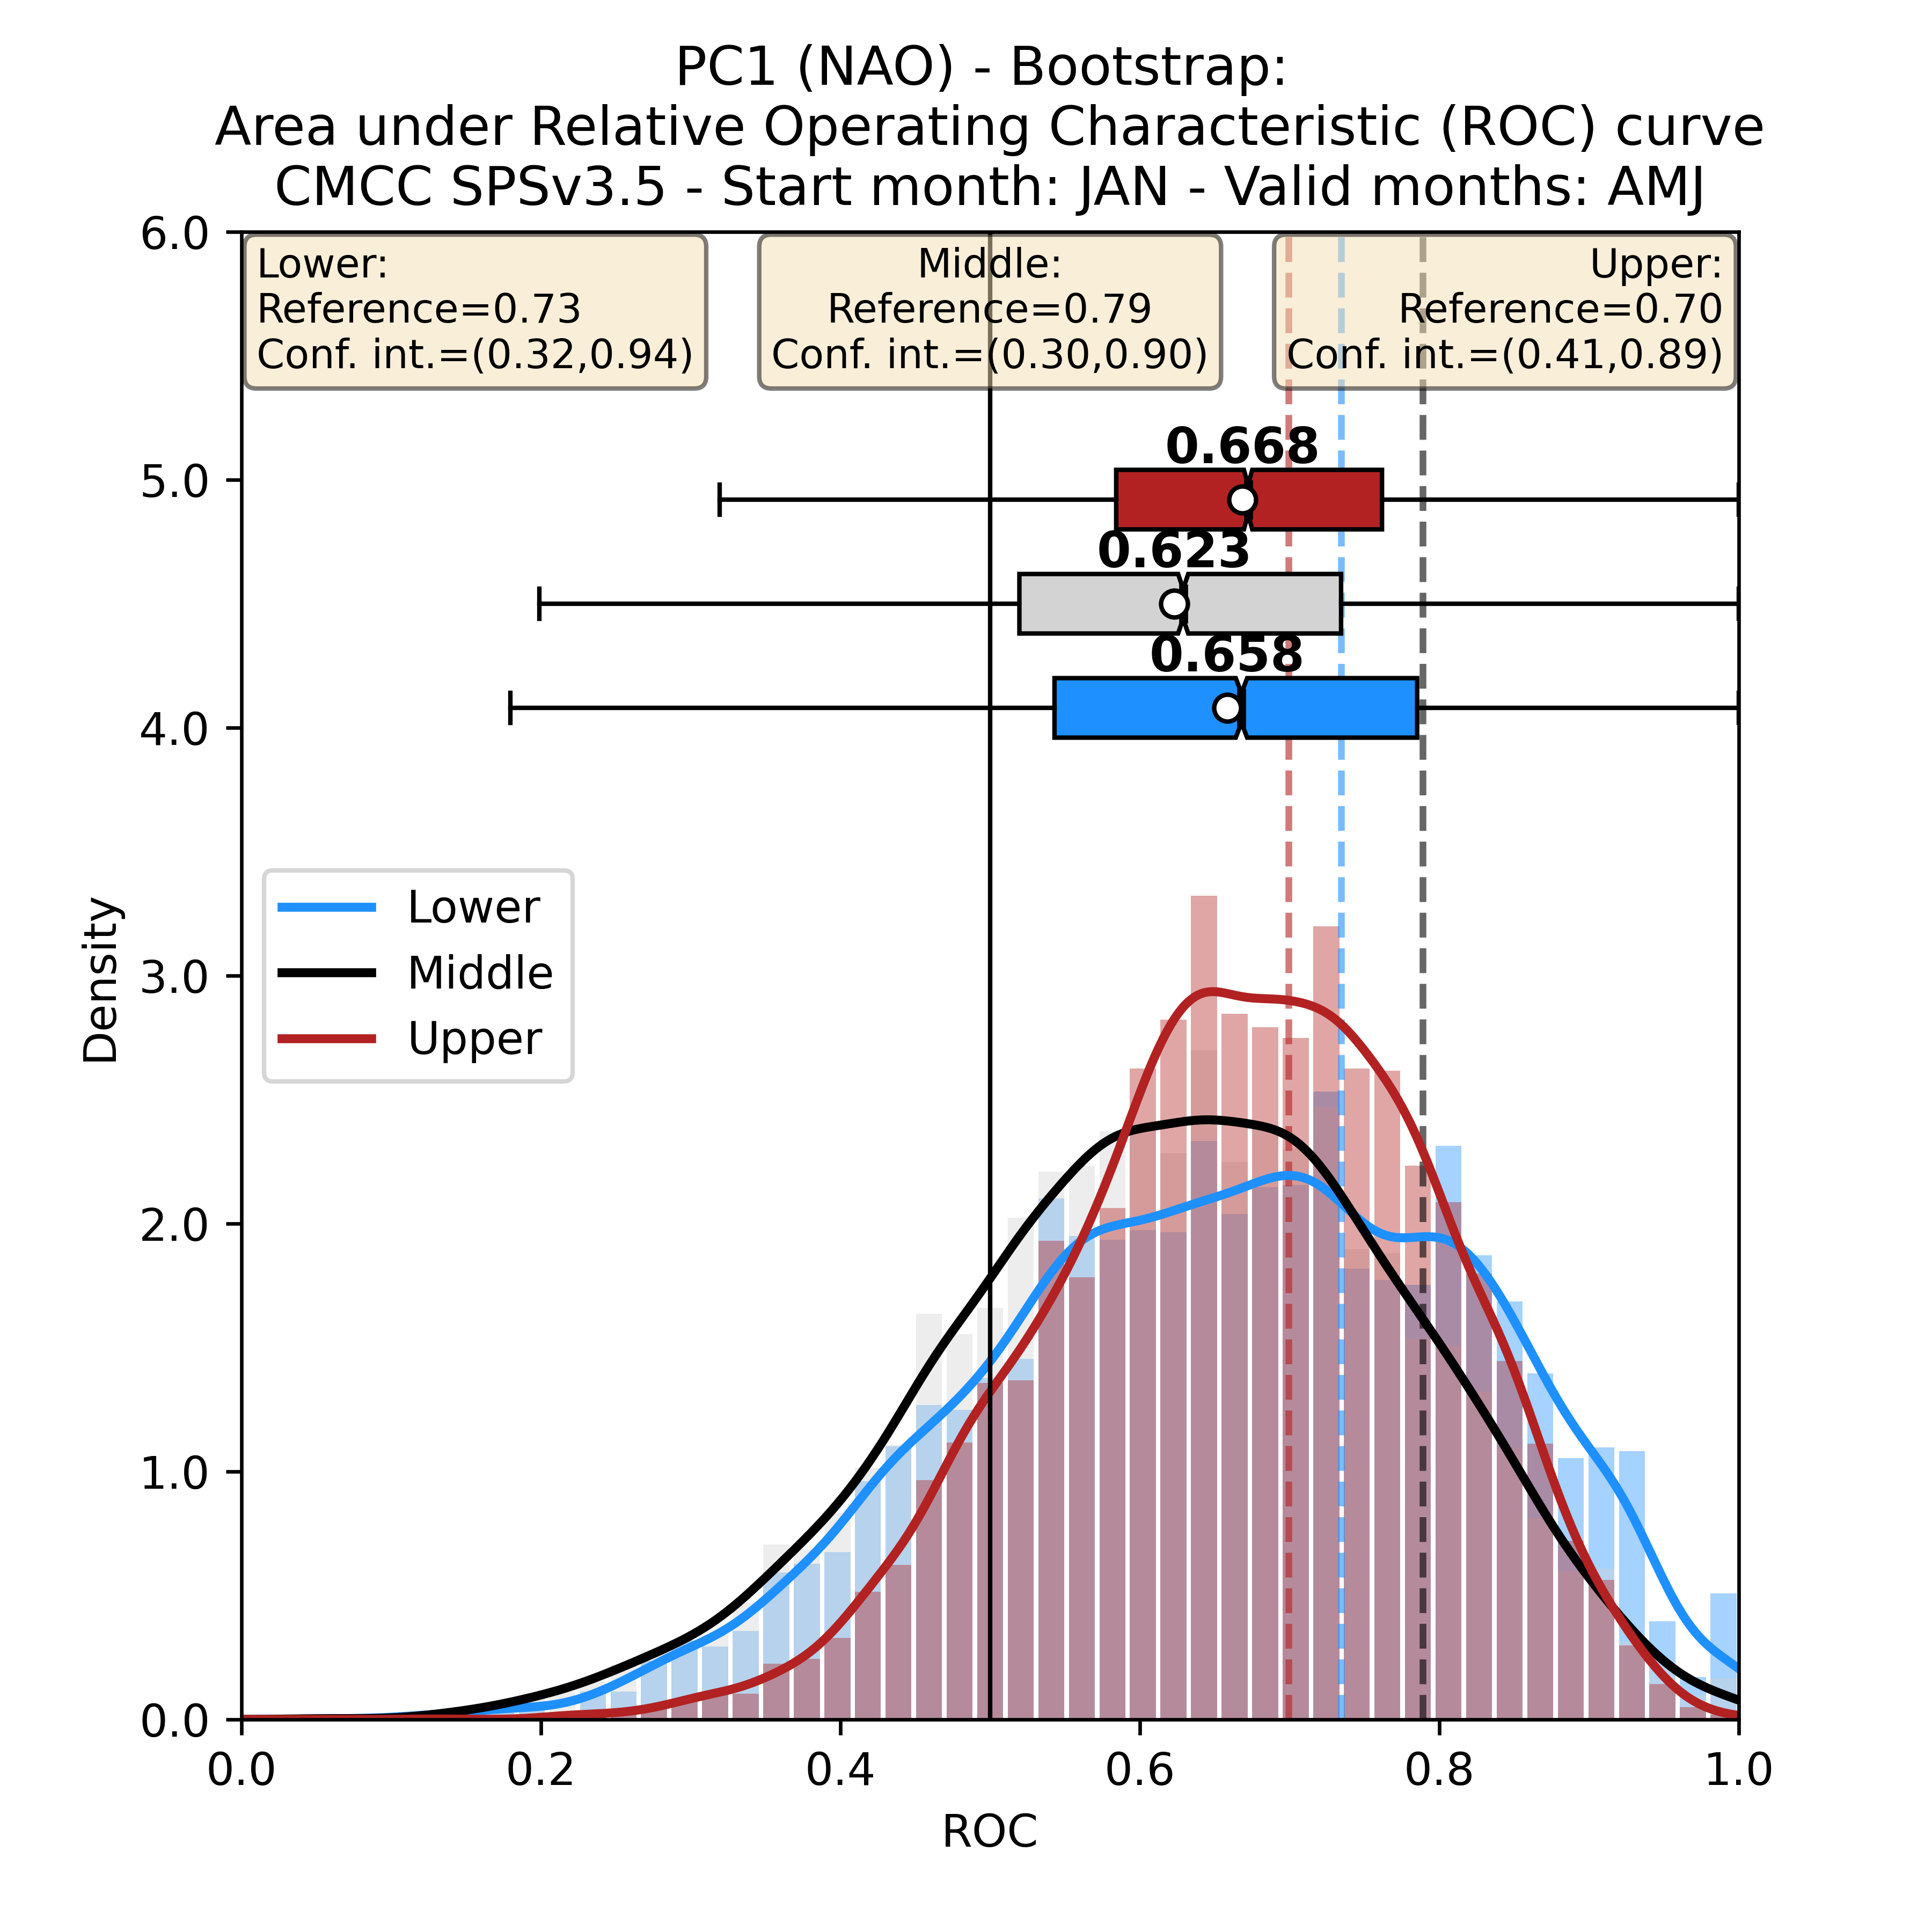 PC1 (NAO) - Bootstrap:
Area under Relative Operating Characteristic (ROC) curve
CMCC SPSv3.5 - Start month: JAN - Valid months: AMJ
6.0
Lower:
Reference=0.73
Conf. int.=(0.32,0.94)
Middle:
Reference=0.79
Conf. int.=(0.30,0.90)
Upper:
Reference=0.70
Conf. int.=(0.41,0.89)
0.668
5.0
0.623
0.658
4.0
Lower
Middle
Upper
Density
3.0
2.0
1.0
0.0
0.0 0.2 0.4 0.6 0.8 1.0
ROC